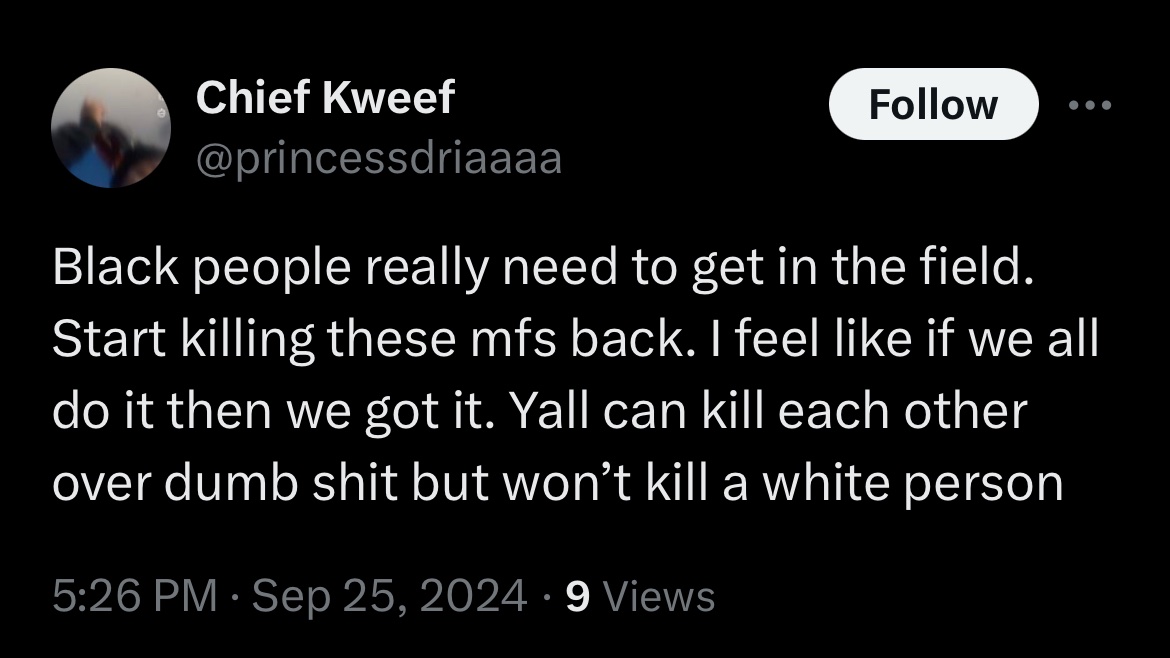 Chief Kweef
@princessdriaaaa
Follow
Black people really need to get in the field.
Start killing these mfs back. I feel like if we all
do it then we got it. Yall can kill each other
over dumb shit but won’t kill a white person
5:26 PM · Sep 25, 2024 · 9 Views